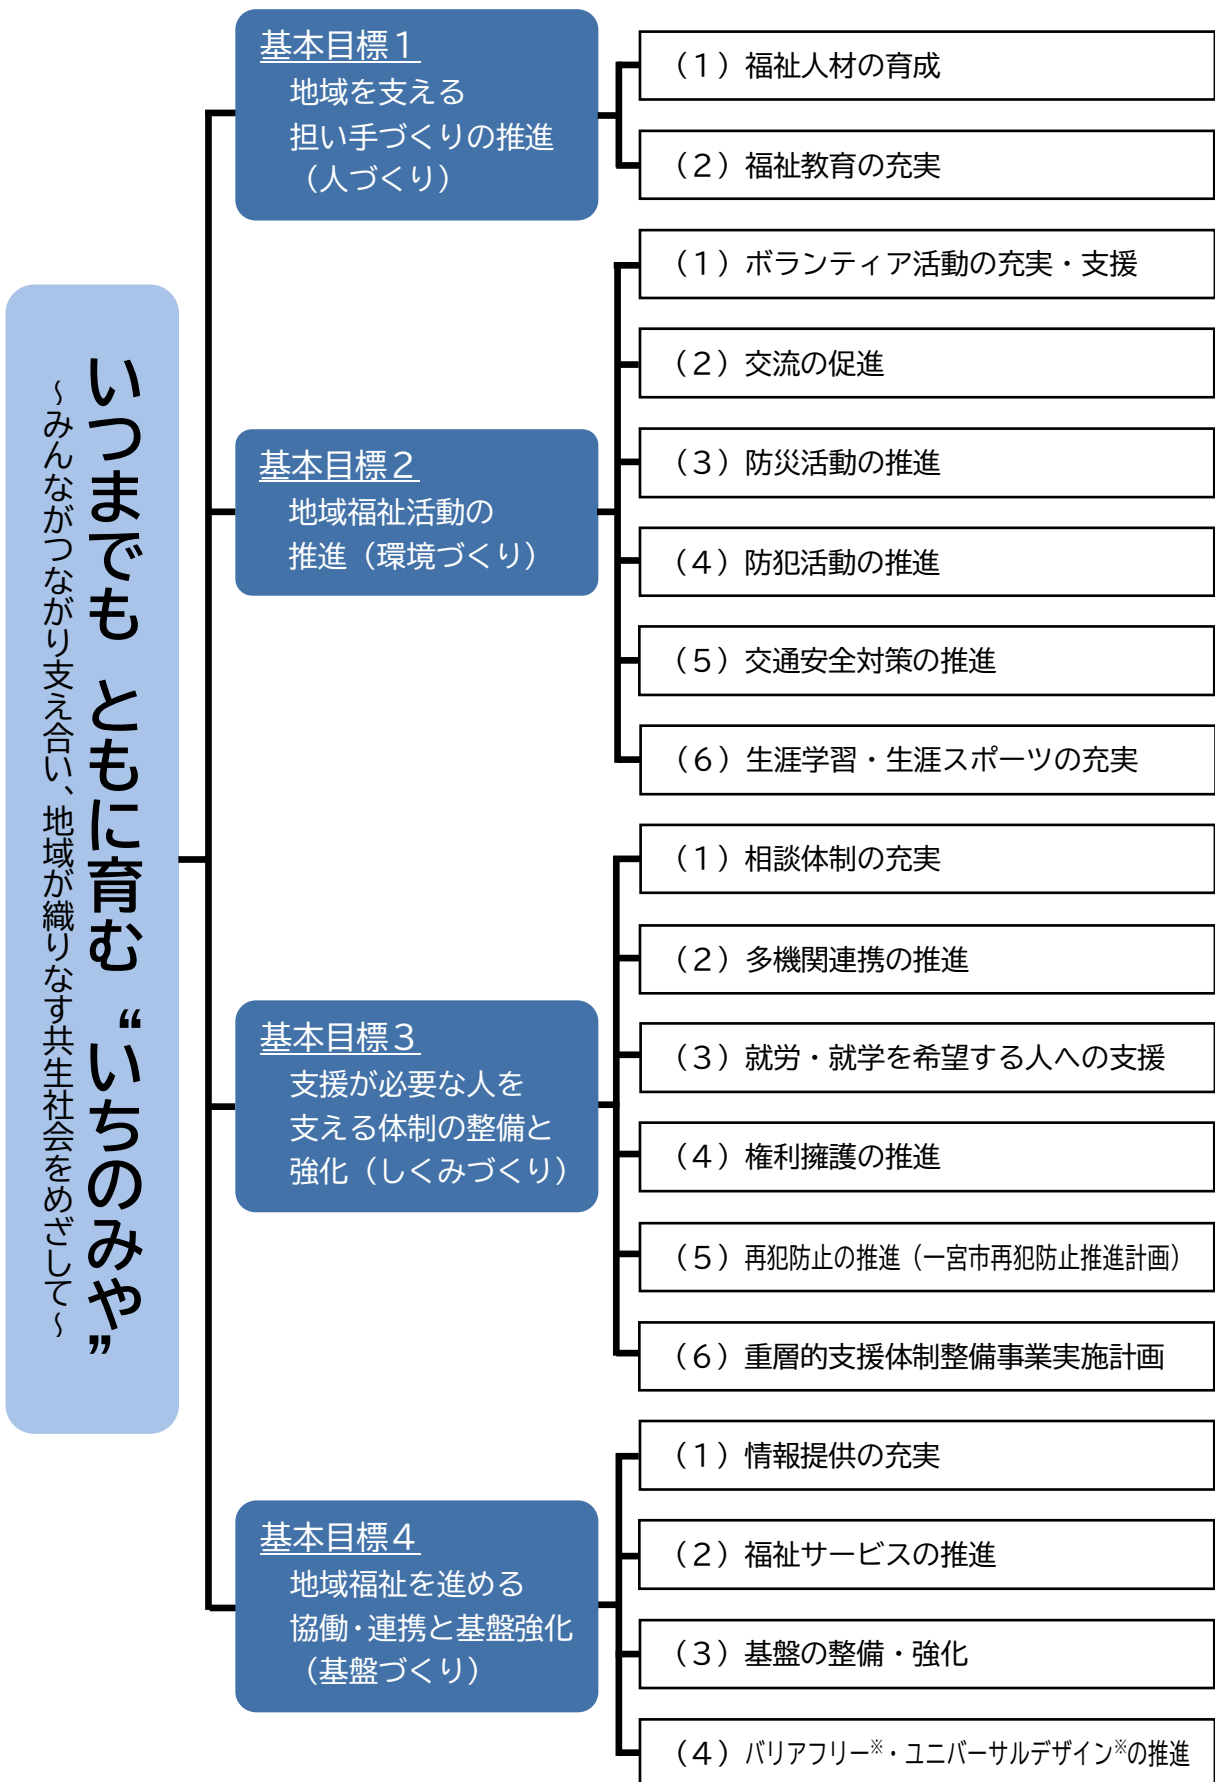 いつまでも ともに育む “いちのみや”
～みんながつながり支え合い、地域が織りなす共生社会をめざして～
基本目標１
地域を支える
担い手づくりの推進
（人づくり）
（１）福祉人材の育成
（２）福祉教育の充実
基本目標２
地域福祉活動の
推進（環境づくり）
（１）ボランティア活動の充実・支援
（２）交流の促進
（３）防災活動の推進
（４）防犯活動の推進
（５）交通安全対策の推進
（６）生涯学習・生涯スポーツの充実
基本目標３
支援が必要な人を
支える体制の整備と
強化（しくみづくり）
（１）相談体制の充実
（２）多機関連携の推進
（３）就労・就学を希望する人への支援
（４）権利擁護の推進
（５）再犯防止の推進（一宮市再犯防止推進計画）
（６）重層的支援体制整備事業実施計画
基本目標４
地域福祉を進める
協働・連携と基盤強化
（基盤づくり）
（１）情報提供の充実
（２）福祉サービスの推進
（３）基盤の整備・強化
（４）バリアフリー※・ユニバーサルデザイン※の推進